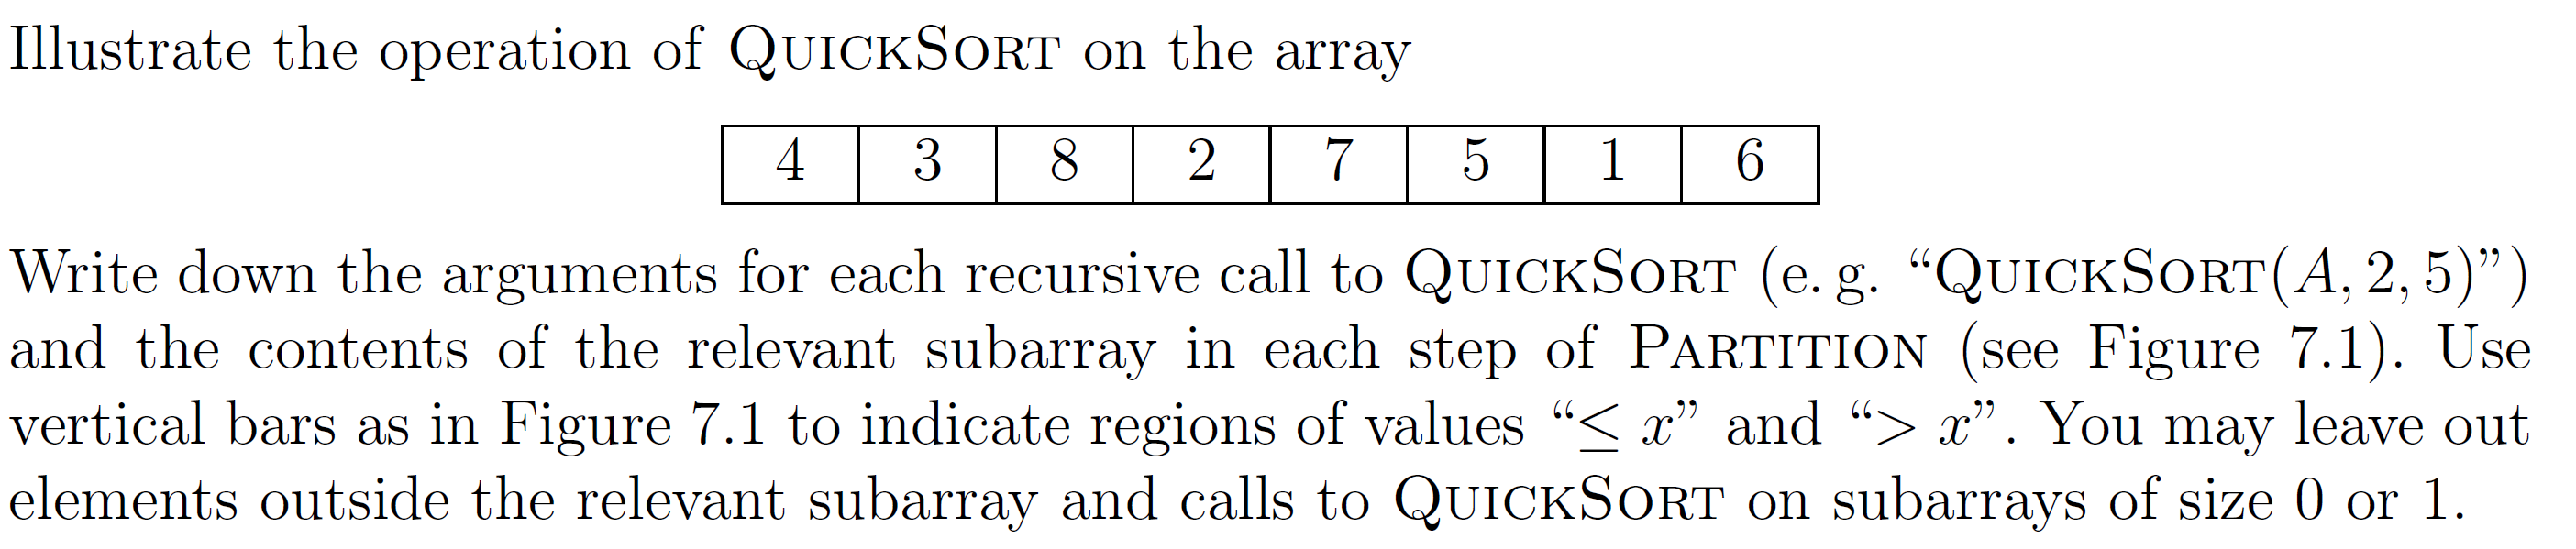 Illustrate the operation of QUICKSORT on the array
4 3 8 2 7 5 1 6
Write down the arguments for each recursive call to QUICKSORT (e. g. “QUICKSORT(A, 2, 5)”)
and the contents of the relevant subarray in each step of PARTITION (see Figure 7.1). Use
vertical bars as in Figure 7.1 to indicate regions of values “≤ x” and “> x”. You may leave out
elements outside the relevant subarray and calls to QUICKSORT on subarrays of size 0 or 1.